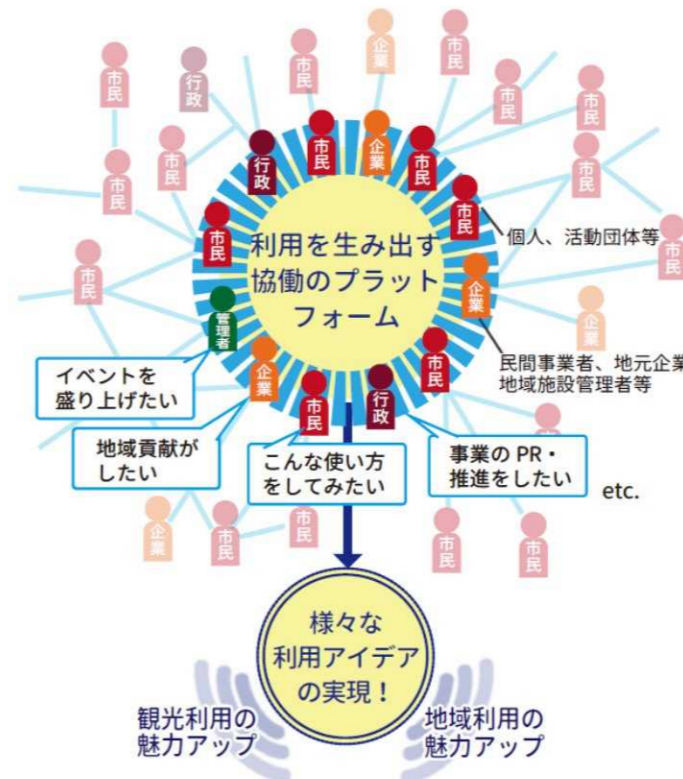 企業
市民
市民
市民
行政
市民
市民
市民
企業
市民
市民
市民
行政
市民
市民
市民
市民
市民
個人、活動団体等
利用を生み出す
協働のプラット
フォーム
市民
企業
市民
管理者
企業
民間事業者、地元企業
地域施設管理者等
市民
企業
市民
行政
市民
イベントを
盛り上げたい
地域貢献が
したい
こんな使い方
をしてみたい
事業の PR・
推進をしたい
etc.
企業
市民
市民
市民
市民
様々な
利用アイデア
の実現！
観光利用の
魅力アップ
地域利用の
魅力アップ